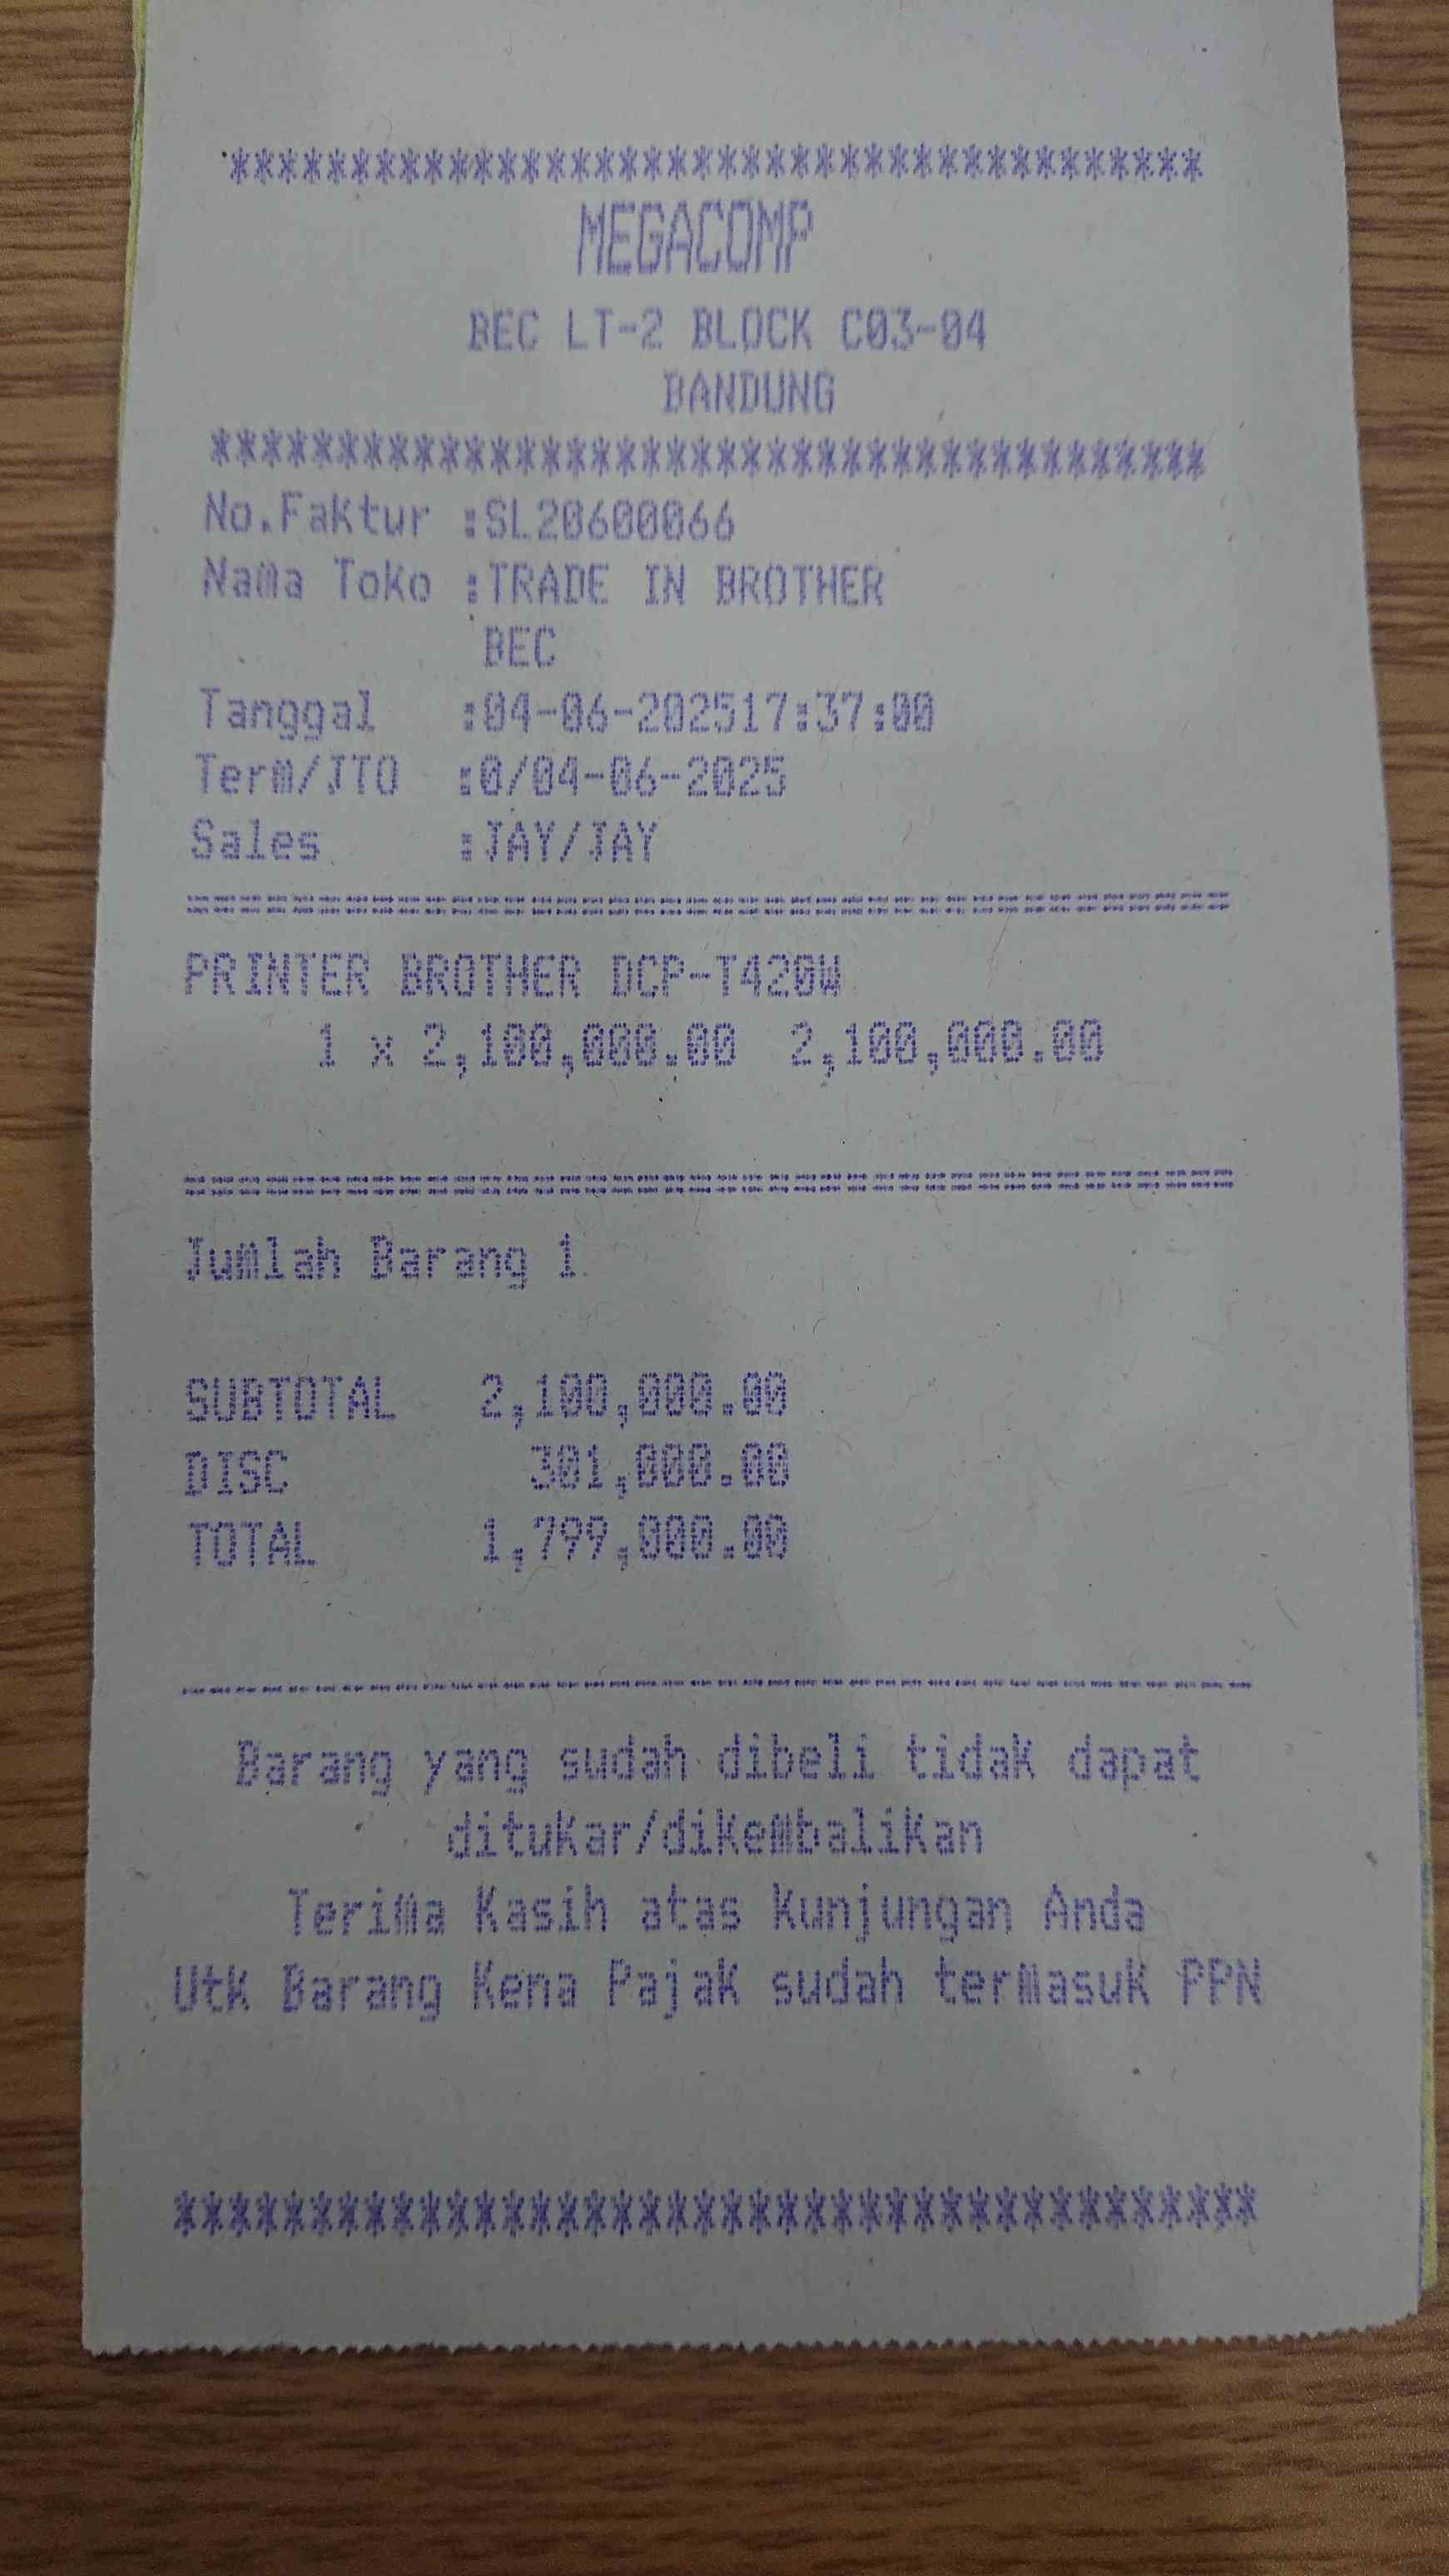 ****************************************
MEGACOMP
BEC LT-2 BLOCK C03-04
BANDUNG
***************************************
No.Faktur :SL20600066
Nama Toko :TRADE IN BROTHER
BEC
Tanggal :04-06-202517:37:00
Term/JTO :0/04-06-2025
Sales :JAY/JAY
========================================
PRINTER BROTHER DCP-T420W
1 x 2,100,000.00 2,100,000.00
========================================
Jumlah Barang 1
SUBTOTAL 2,100,000.00
DISC 301,000.00
TOTAL 1,799,000.00
----------------------------------------
Barang yang sudah dibeli tidak dapat
ditukar/dikembalikan
Terima Kasih atas Kunjungan Anda
Utk Barang Kena Pajak sudah termasuk PPN
****************************************